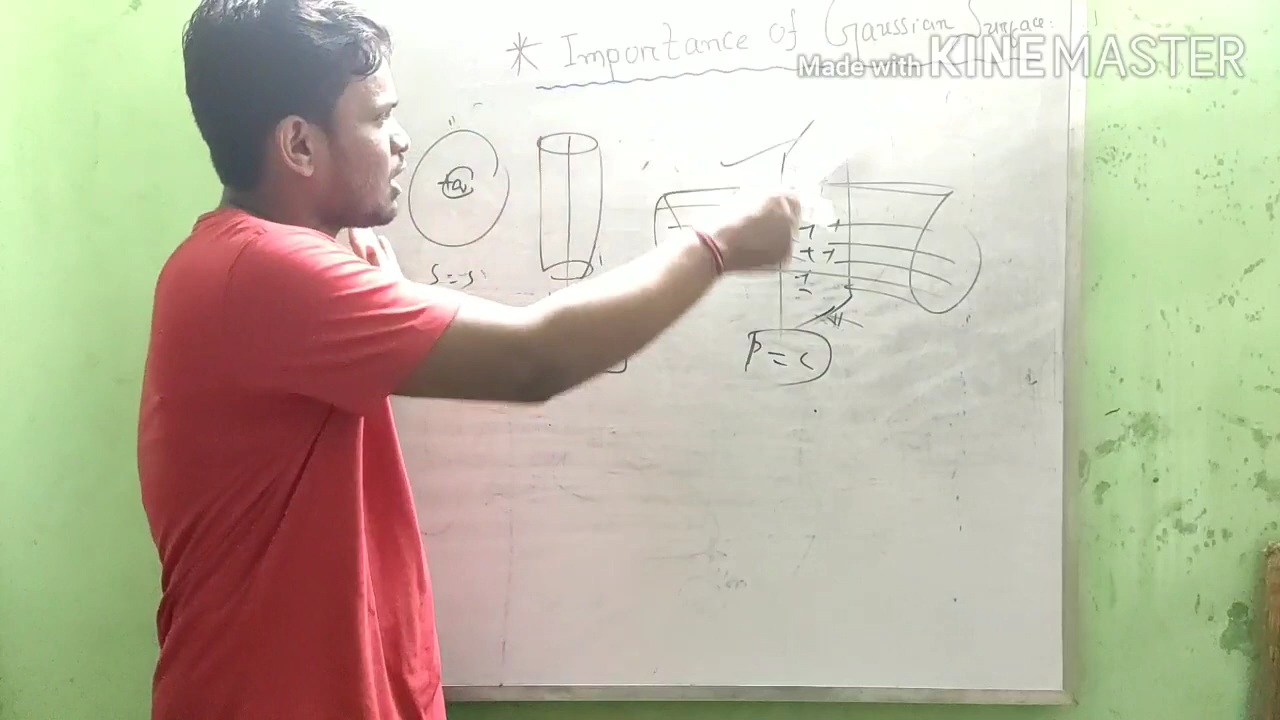 * Importance of Gaussian Surface:
Made with KINEMASTER
+Q
S = S
+ +
+ +
+
P = C